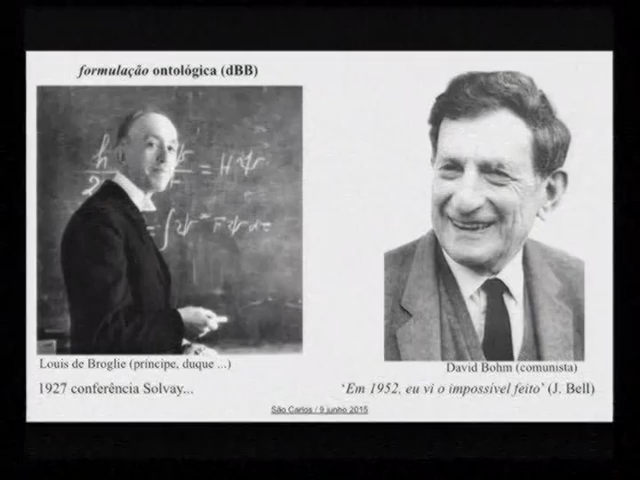 formulação ontológica (dBB)
Louis de Broglie (príncipe, duque ...)
David Bohm (comunista)
1927 conferência Solvay...
'Em 1952, eu vi o impossível feito' (J. Bell)
São Carlos / 9 junho 2015